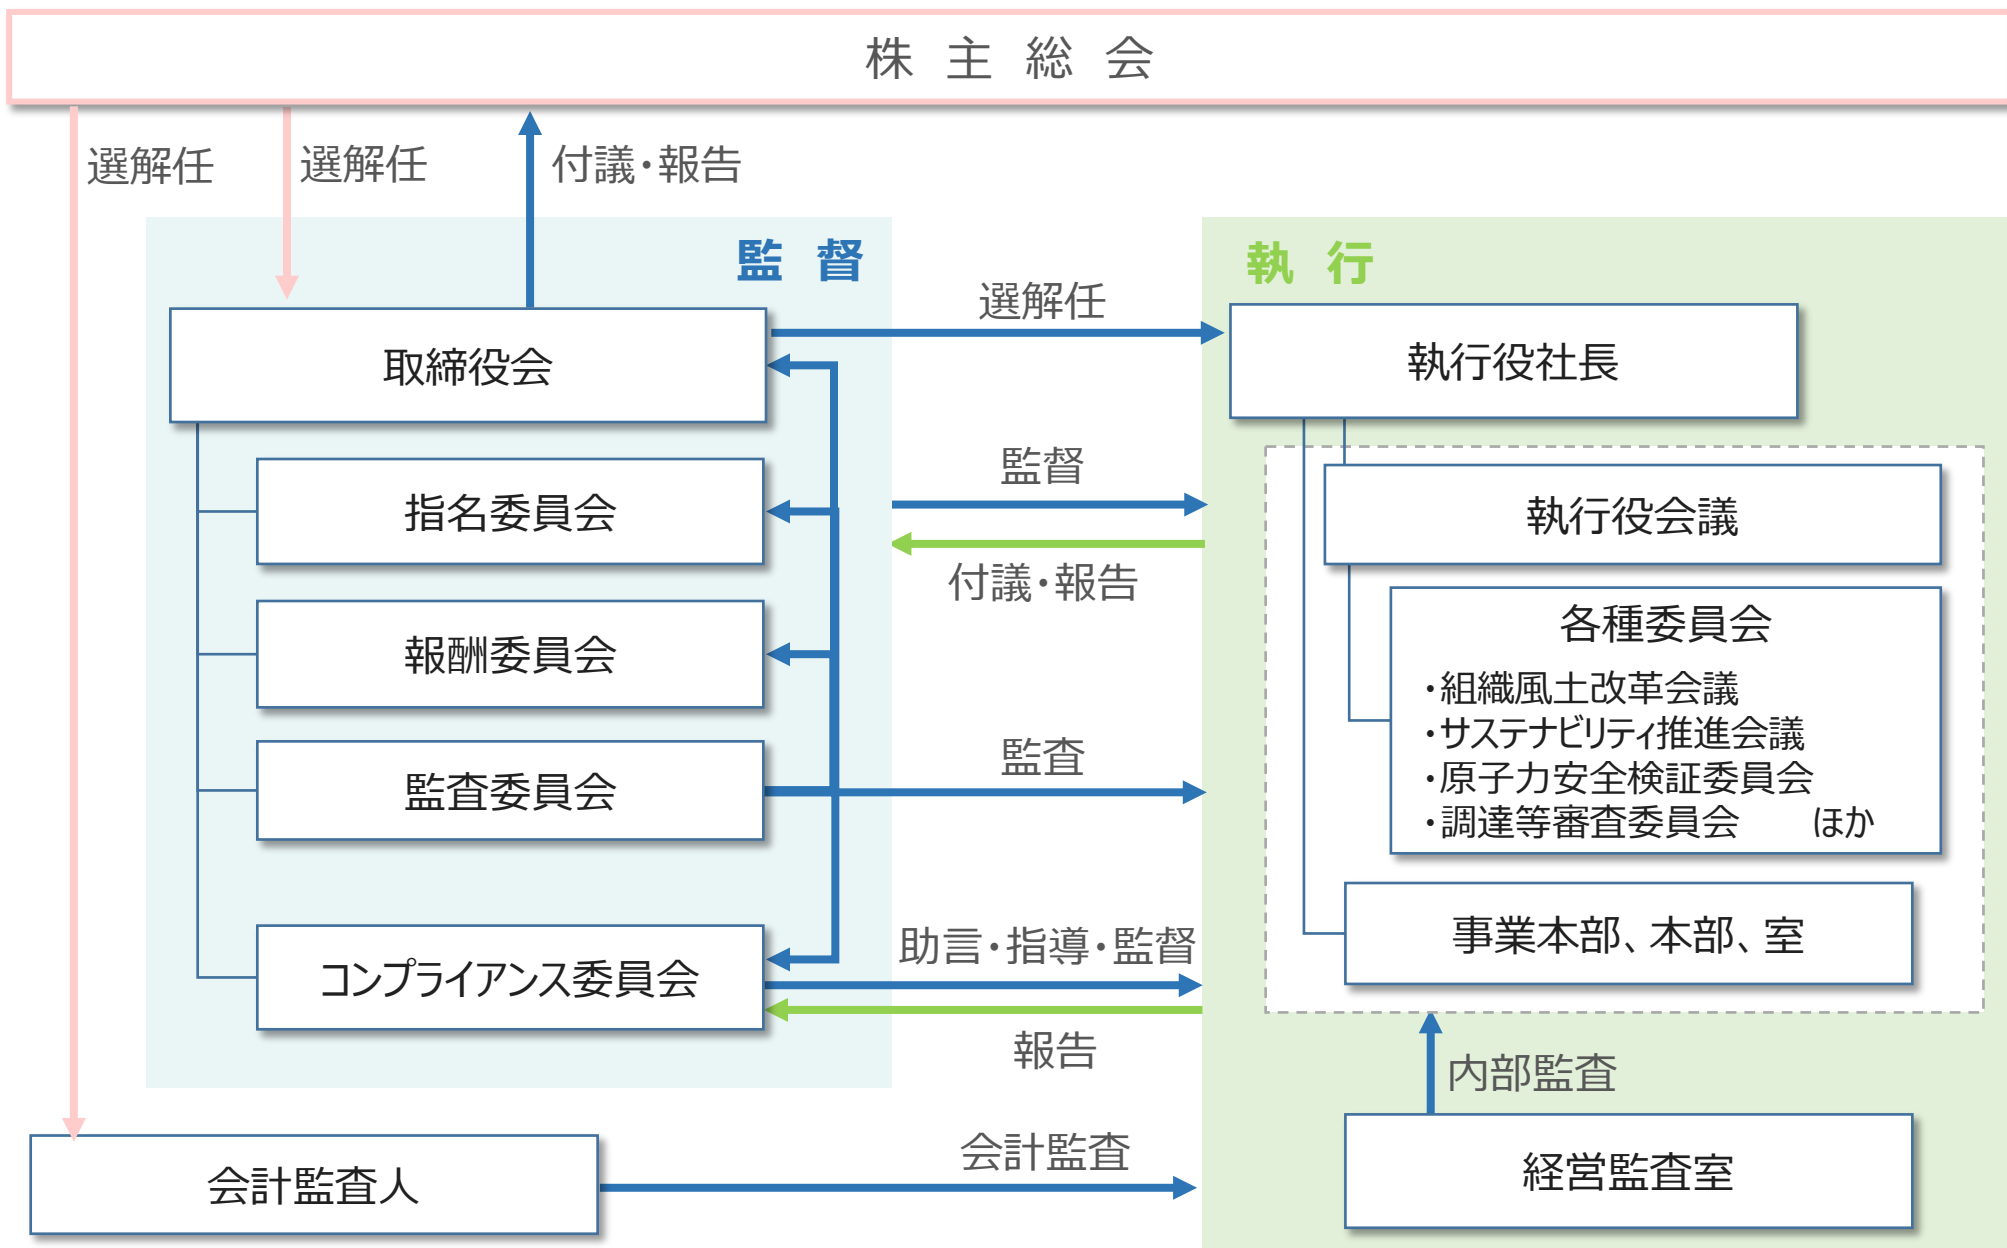 株 主 総 会
選解任
選解任
付議・報告
監 督
執 行
選解任
取締役会
執行役社長
監督
指名委員会
執行役会議
付議・報告
報酬委員会
各種委員会
・組織風土改革会議
・サステナビリティ推進会議
・原子力安全検証委員会
・調達等審査委員会 ほか
監査
監査委員会
事業本部、本部、室
助言・指導・監督
コンプライアンス委員会
報告
内部監査
会計監査
会計監査人
経営監査室